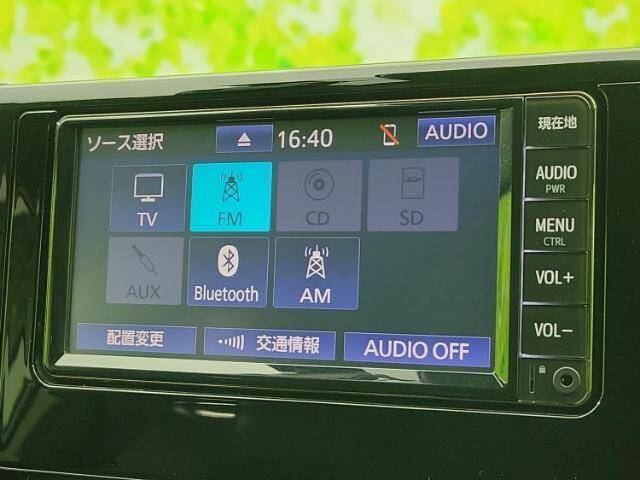 ソース選択
16:40
AUDIO
TV
FM
CD
SD
AUX
Bluetooth
AM
配置変更
交通情報
AUDIO OFF
現在地
AUDIO
PWR
MENU
CTRL
VOL+
VOL-